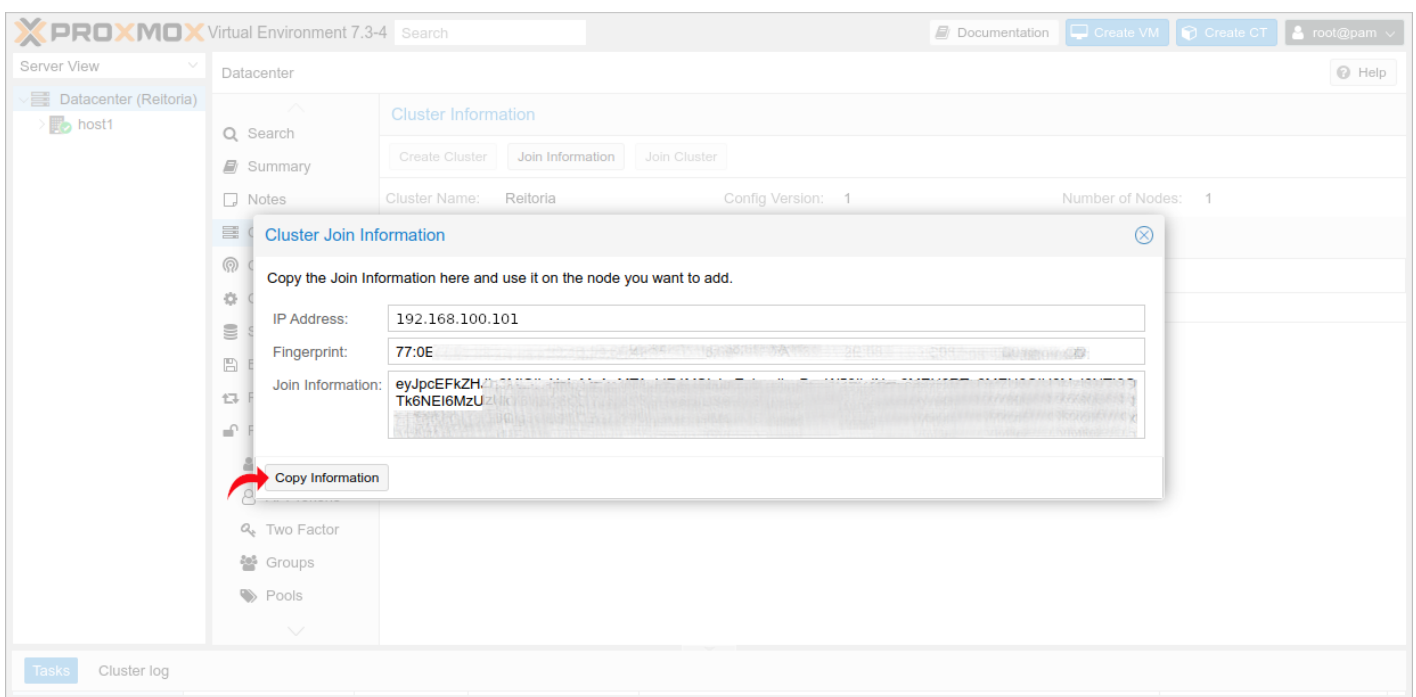 PROXMOX Virtual Environment 7.3-4 Search Documentation Create VM Create CT root@pam
Server View
Datacenter
Help
Datacenter (Reitoria)
host1
Search
Summary
Notes
Two Factor
Groups
Pools
Cluster Information
Create Cluster Join Information Join Cluster
Cluster Name: Reitoria Config Version: 1 Number of Nodes: 1
Cluster Join Information
Copy the Join Information here and use it on the node you want to add.
IP Address: 192.168.100.101
Fingerprint: 77:0E
Join Information: eyJpcEFkZH
Tk6NEI6MzU
Copy Information
Tasks Cluster log